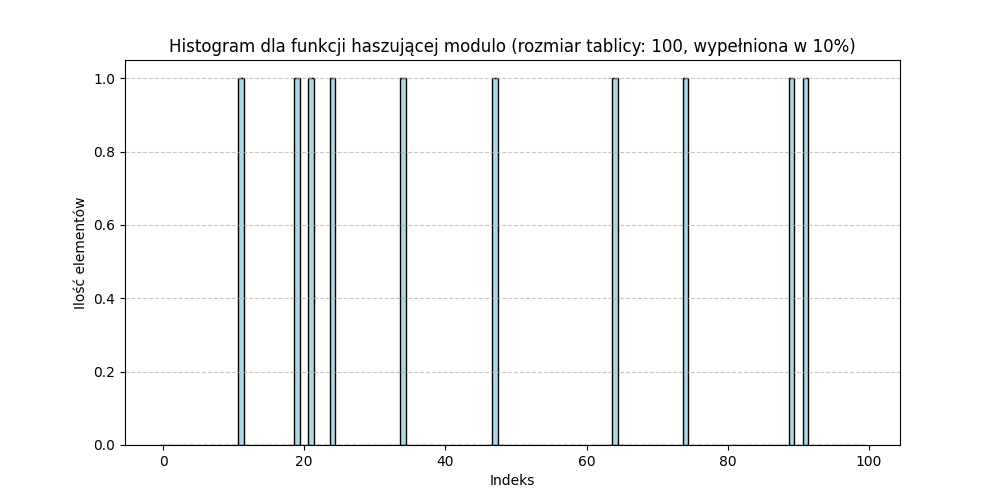 Histogram dla funkcji haszującej modulo (rozmiar tablicy: 100, wypełniona w 10%)
1.0
0.8
0.6
0.4
0.2
0.0
Ilość elementów
0 20 40 60 80 100
Indeks